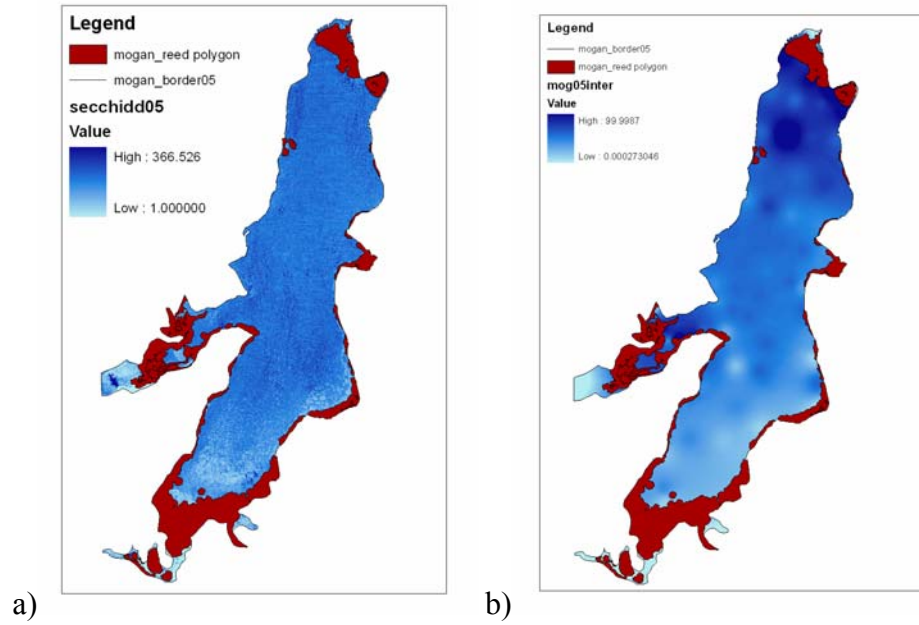 Legend
mogan_reed polygon
mogan_border05
secchidd05
Value
High : 366.526
Low : 1.000000
a)
Legend
mogan_border05
mogan_reed polygon
mog05inter
Value
High : 99.9987
Low : 0.000273046
b)